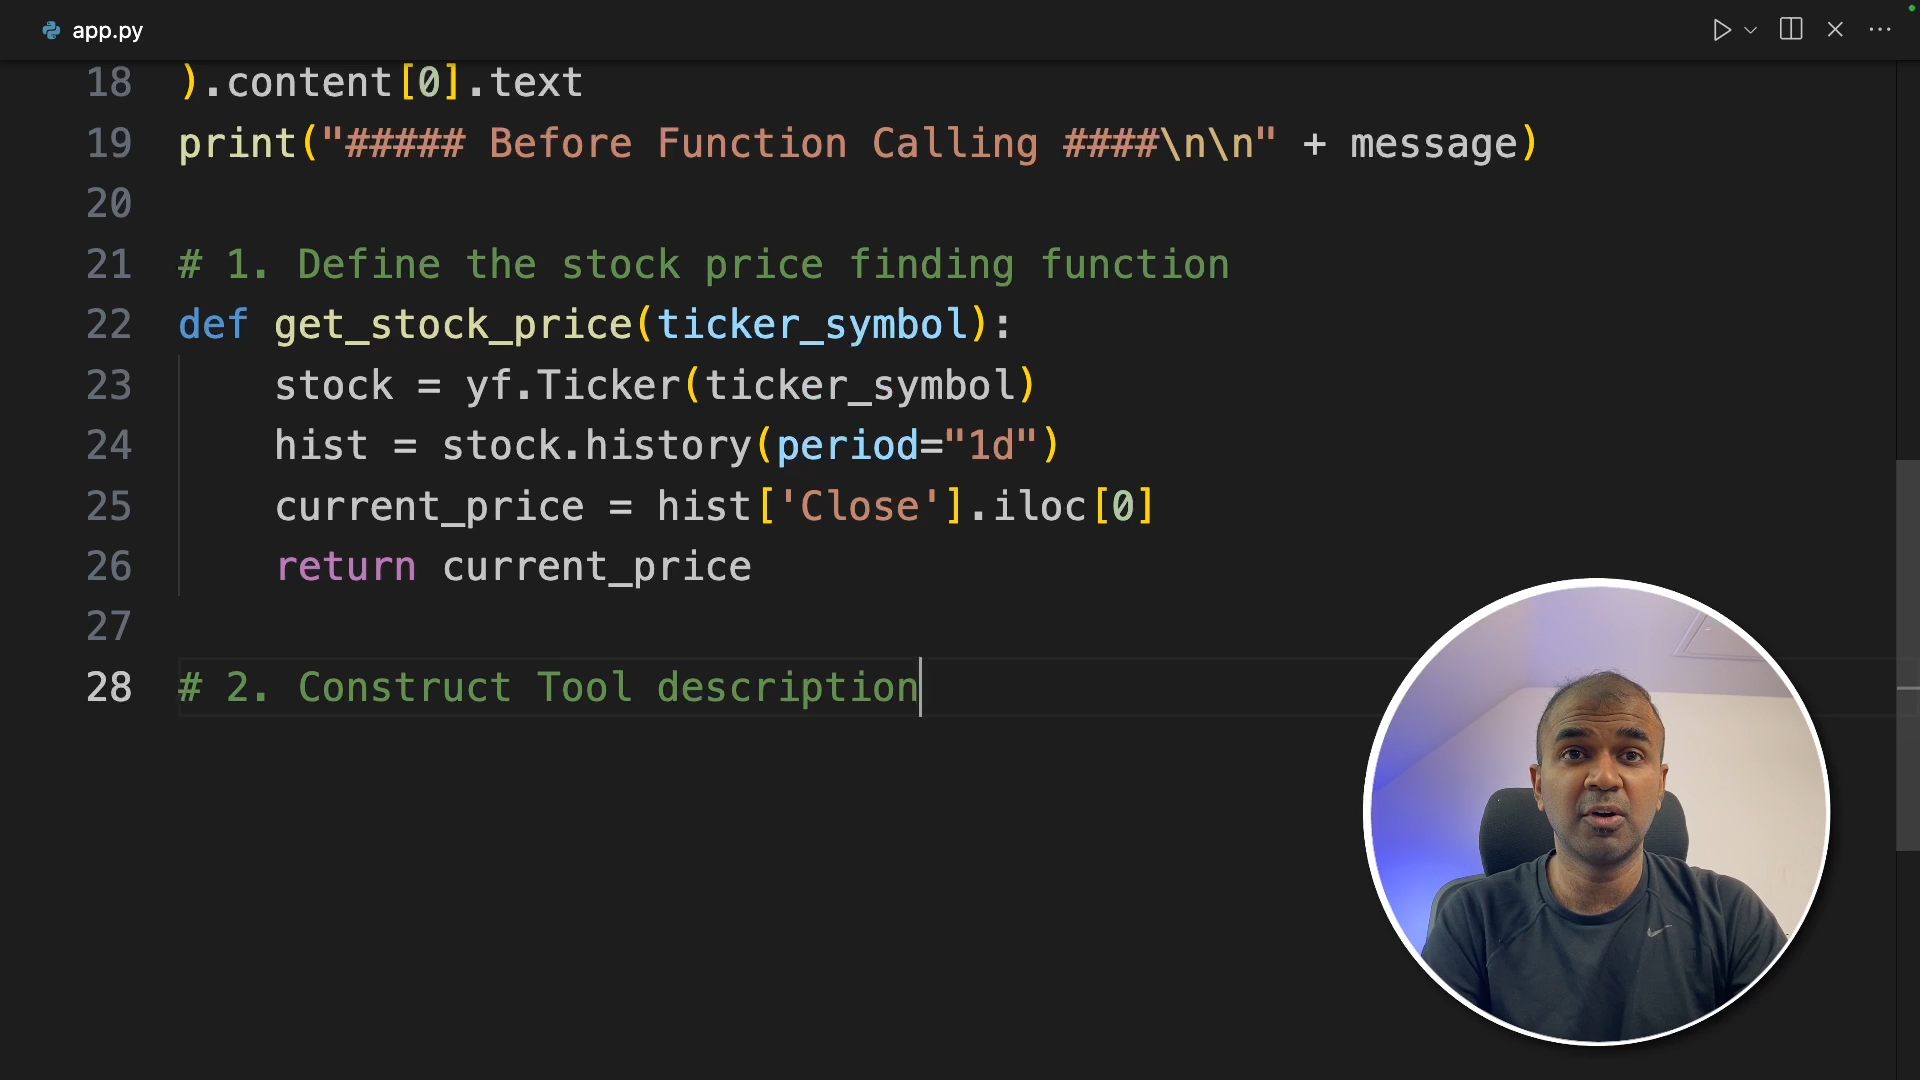 app.py
18 ).content[0].text
19 print("##### Before Function Calling ####\n\n" + message)
20
21 # 1. Define the stock price finding function
22 def get_stock_price(ticker_symbol):
23 stock = yf.Ticker(ticker_symbol)
24 hist = stock.history(period="1d")
25 current_price = hist['Close'].iloc[0]
26 return current_price
27
28 # 2. Construct Tool description